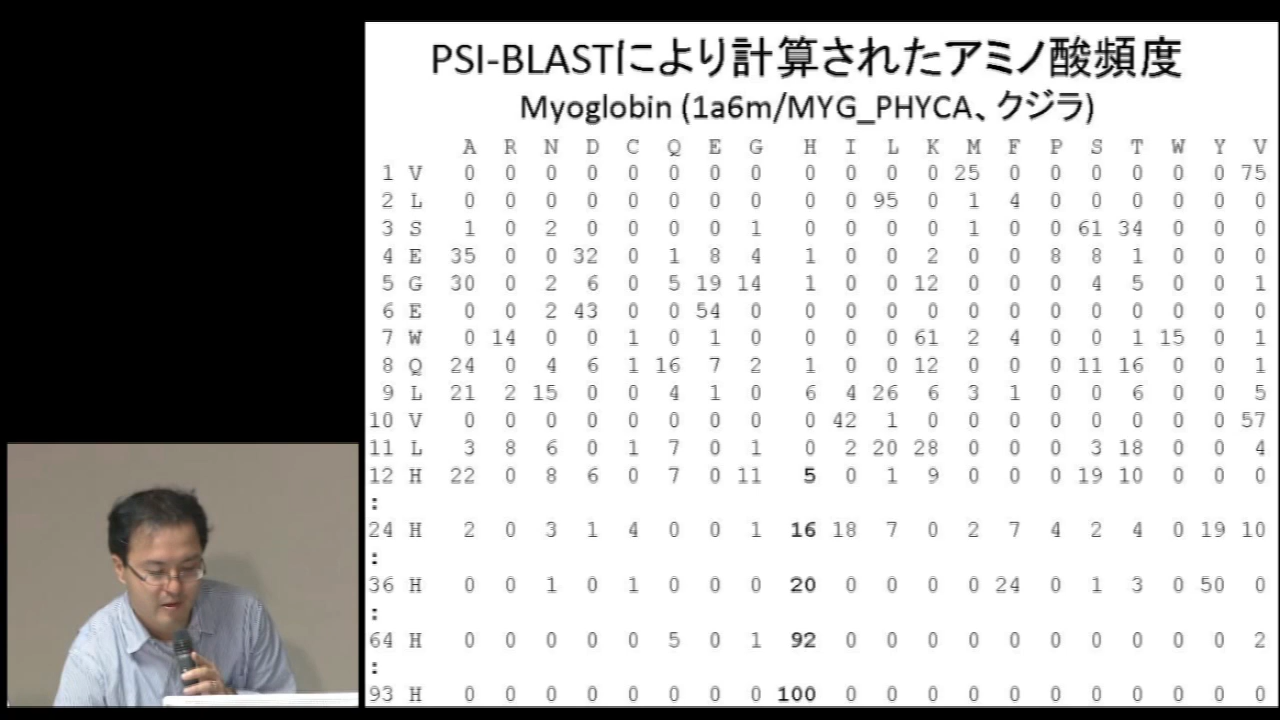 PSI-BLASTにより計算されたアミノ酸頻度
Myoglobin (1a6m/MYG_PHYCA、クジラ)
A R N D C Q E G H I L K M F P S T W Y V
1 V 0 0 0 0 0 0 0 0 0 0 0 0 25 0 0 0 0 0 0 75
2 L 0 0 0 0 0 0 0 0 0 0 95 0 1 4 0 0 0 0 0 0
3 S 1 0 2 0 0 0 0 1 0 0 0 0 1 0 0 61 34 0 0 0
4 E 35 0 0 32 0 1 8 4 1 0 0 2 0 0 8 8 1 0 0 0
5 G 30 0 2 6 0 5 19 14 1 0 0 12 0 0 0 4 5 0 0 1
6 E 0 0 2 43 0 0 54 0 0 0 0 0 0 0 0 0 0 0 0 0
7 W 0 14 0 0 1 0 1 0 0 0 0 61 2 4 0 0 1 15 0 1
8 Q 24 0 4 6 1 16 7 2 1 0 0 12 0 0 0 11 16 0 0 1
9 L 21 2 15 0 0 4 1 0 6 4 26 6 3 1 0 0 6 0 0 5
10 V 0 0 0 0 0 0 0 0 0 42 1 0 0 0 0 0 0 0 0 57
11 L 3 8 6 0 1 7 0 1 0 2 20 28 0 0 0 3 18 0 0 4
12 H 22 0 8 6 0 7 0 11 5 0 1 9 0 0 0 19 10 0 0 0
:
24 H 2 0 3 1 4 0 0 1 16 18 7 0 2 7 4 2 4 0 19 10
:
36 H 0 0 1 0 1 0 0 0 20 0 0 0 0 24 0 1 3 0 50 0
:
64 H 0 0 0 0 0 5 0 1 92 0 0 0 0 0 0 0 0 0 0 2
:
93 H 0 0 0 0 0 0 0 0 100 0 0 0 0 0 0 0 0 0 0 0